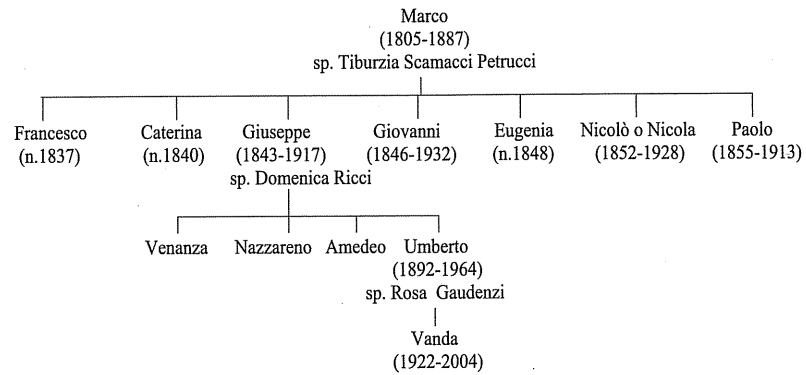 Marco
(1805-1887)
sp. Tiburzia Scamacci Petrucci
Francesco Caterina Giuseppe Giovanni Eugenia Nicolò o Nicola Paolo
(n.1837) (n.1840) (1843-1917) (1846-1932) (n.1848) (1852-1928) (1855-1913)
sp. Domenica Ricci
Venanza Nazzareno Amedeo Umberto
(1892-1964)
sp. Rosa Gaudenzi
Vanda
(1922-2004)